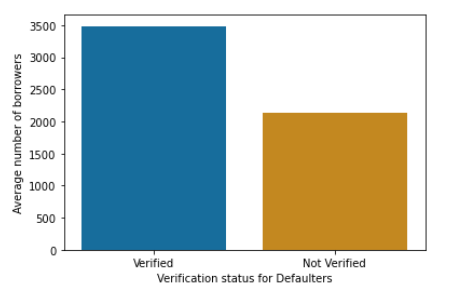 Average number of borrowers
3500
3000
2500
2000
1500
1000
500
0
Verified
Not Verified
Verification status for Defaulters